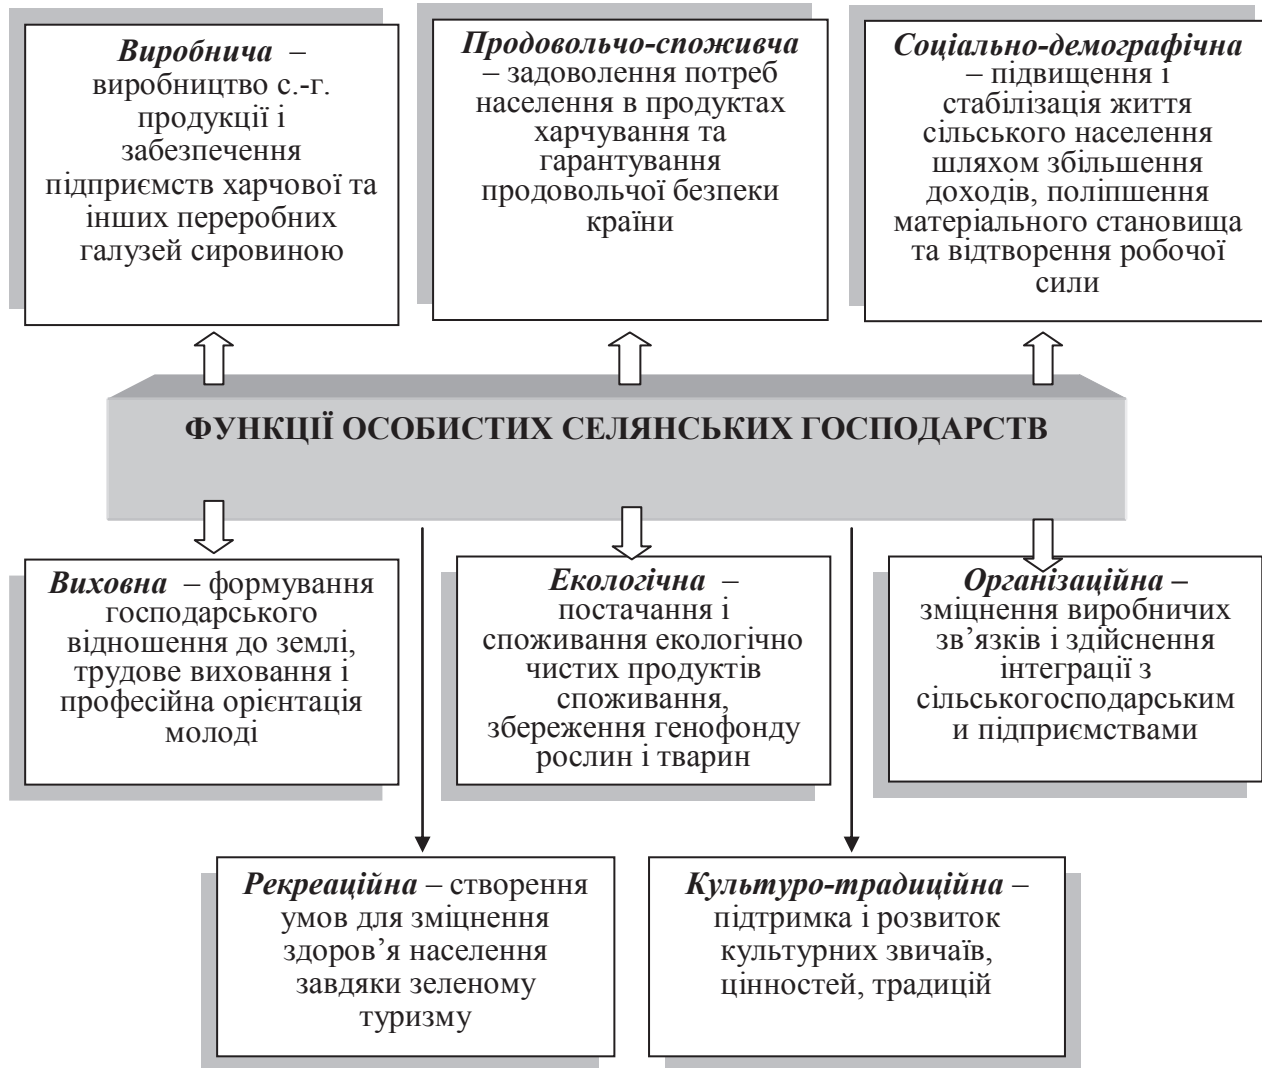 Виробнича –
виробництво с.-г.
продукції і
забезпечення
підприємств харчової та
інших переробних
галузей сировиною
Продовольчо-споживча
– задоволення потреб
населення в продуктах
харчування та
гарантування
продовольчої безпеки
країни
Соціально-демографічна
– підвищення і
стабілізація життя
сільського населення
шляхом збільшення
доходів, поліпшення
матеріального становища
та відтворення робочої
сили
ФУНКЦІЇ ОСОБИСТИХ СЕЛЯНСЬКИХ ГОСПОДАРСТВ
Виховна – формування
господарського
відношення до землі,
трудове виховання і
професійна орієнтація
молоді
Екологічна –
постачання і
споживання екологічно
чистих продуктів
споживання,
збереження генофонду
рослин і тварин
Організаційна –
зміцнення виробничих
зв’язків і здійснення
інтеграції з
сільськогосподарським
и підприємствами
Рекреаційна – створення
умов для зміцнення
здоров’я населення
завдяки зеленому
туризму
Культуро-традиційна –
підтримка і розвиток
культурних звичаїв,
цінностей, традицій